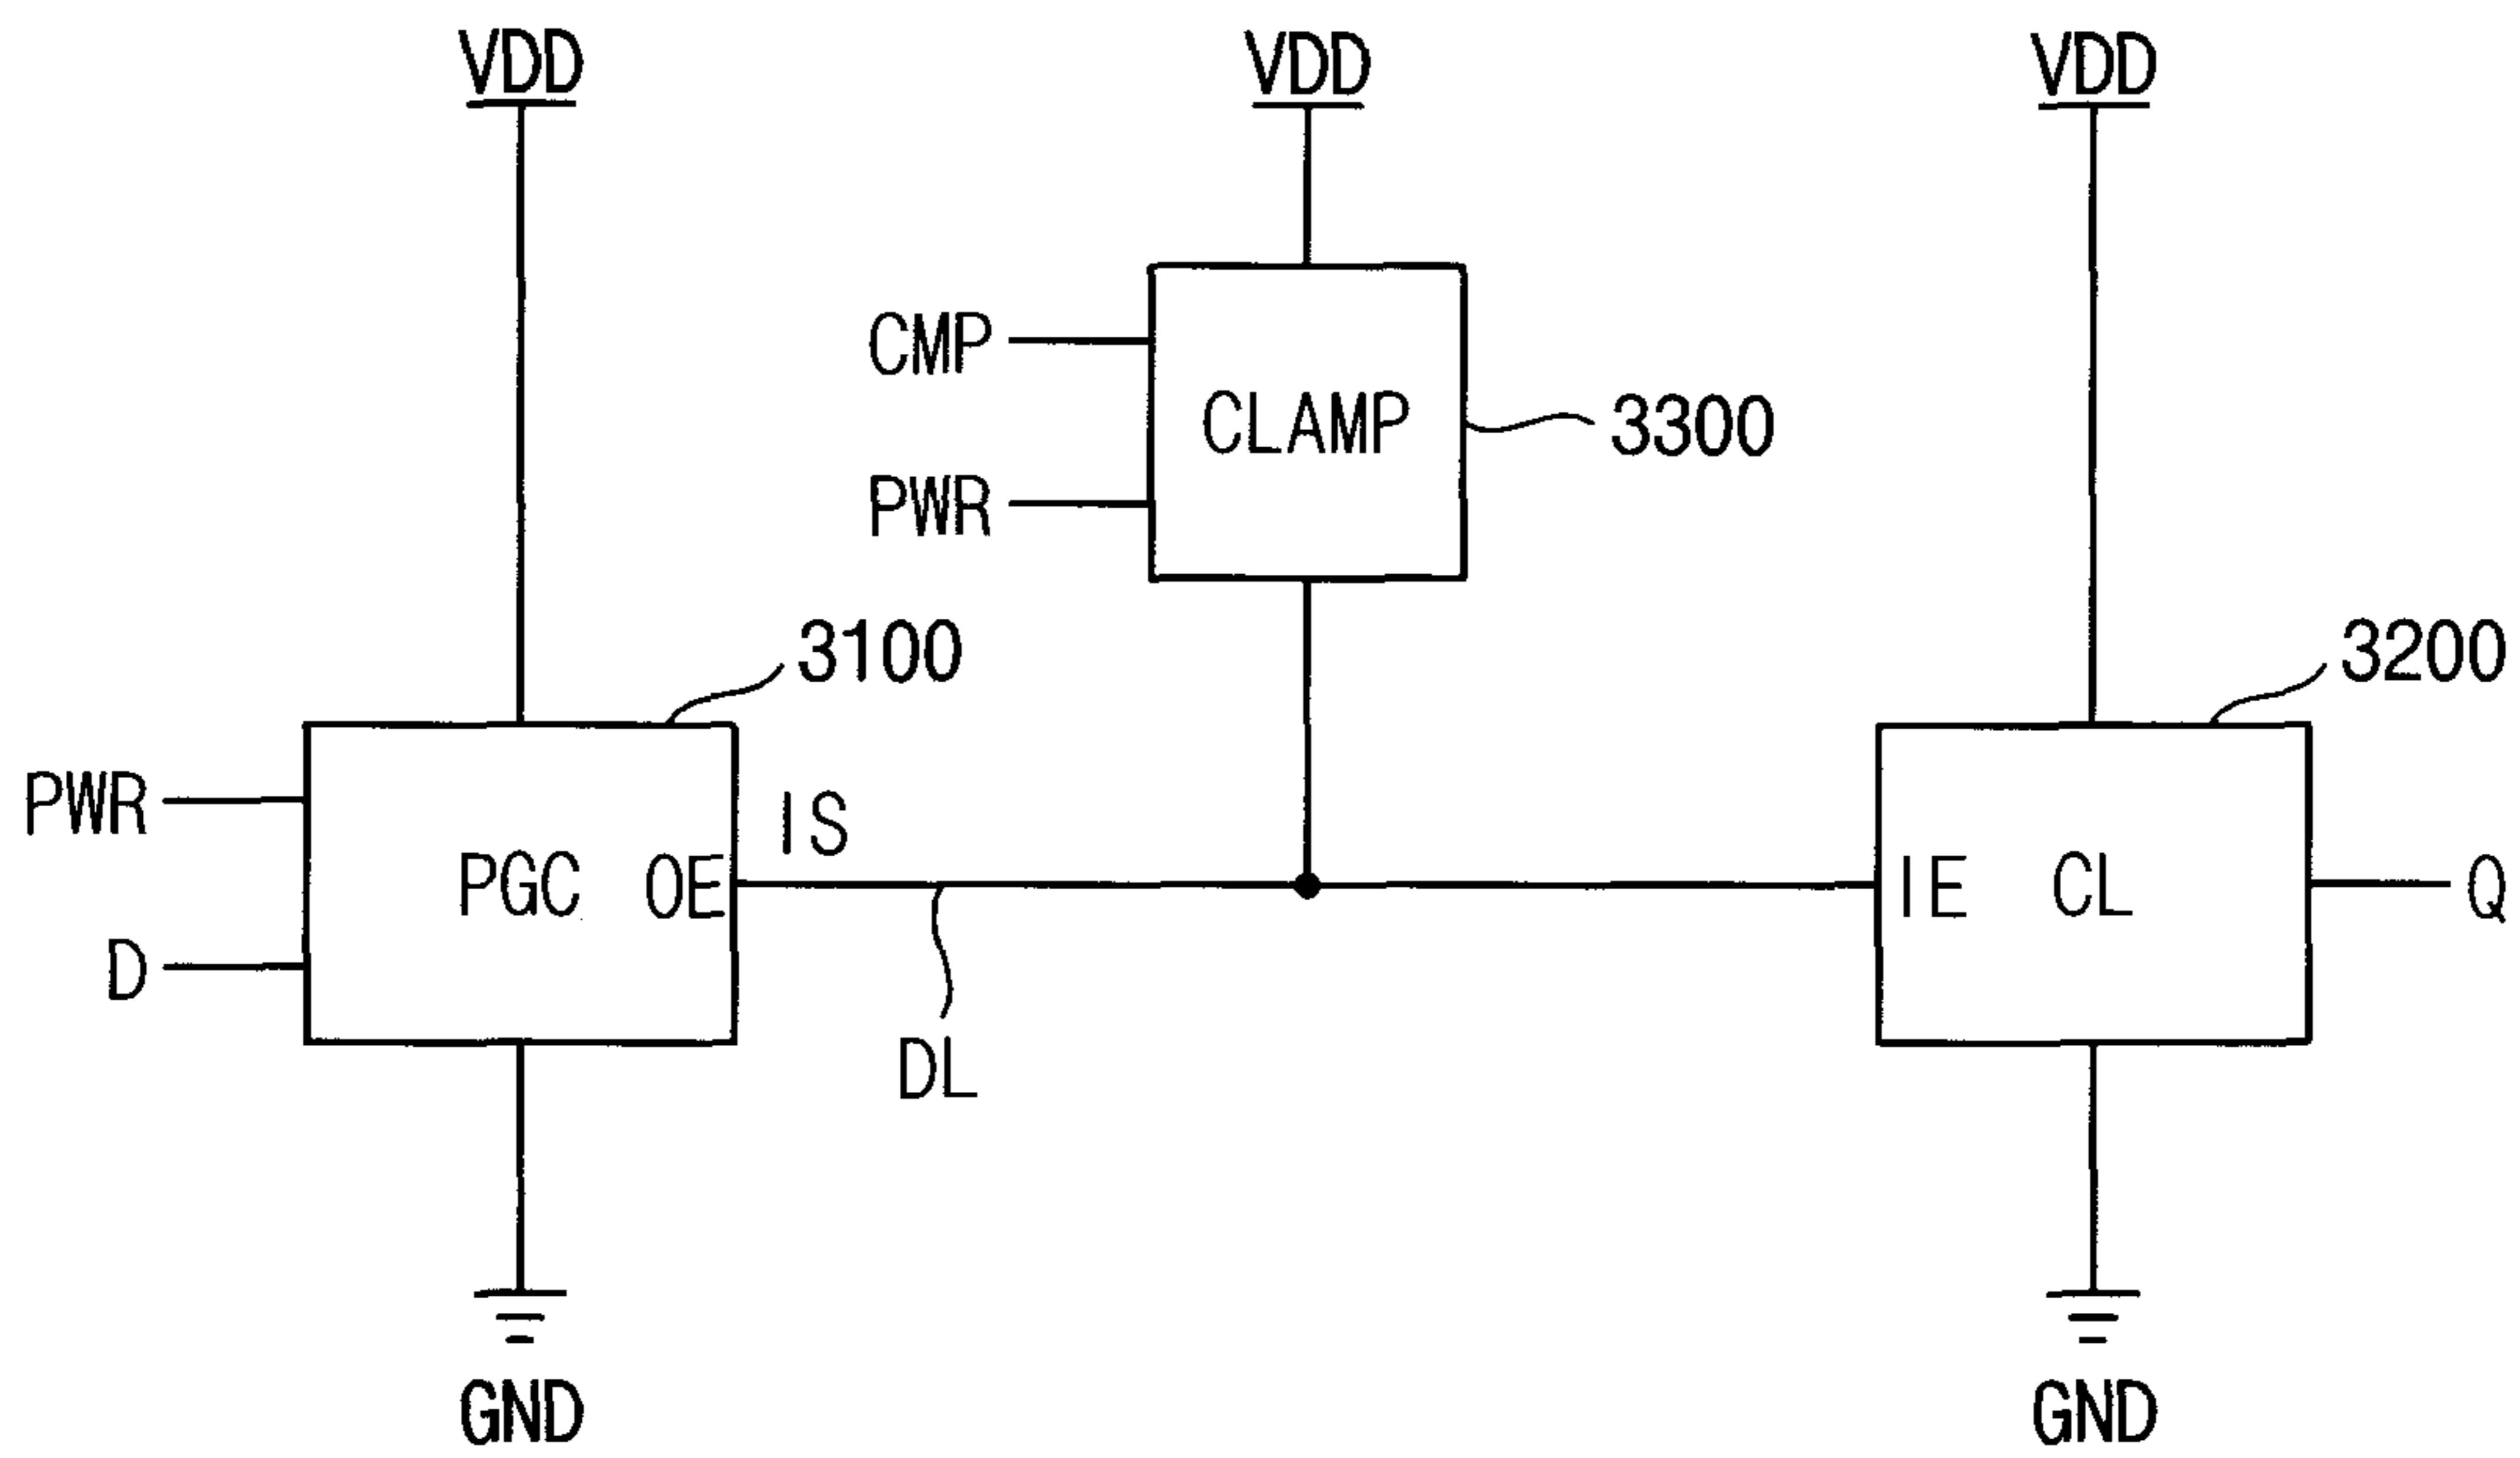 VDD
VDD
VDD
CMP
CLAMP
3300
PWR
3100
3200
PWR
IS
PGC
OE
IE
CL
Q
D
DL
GND
GND